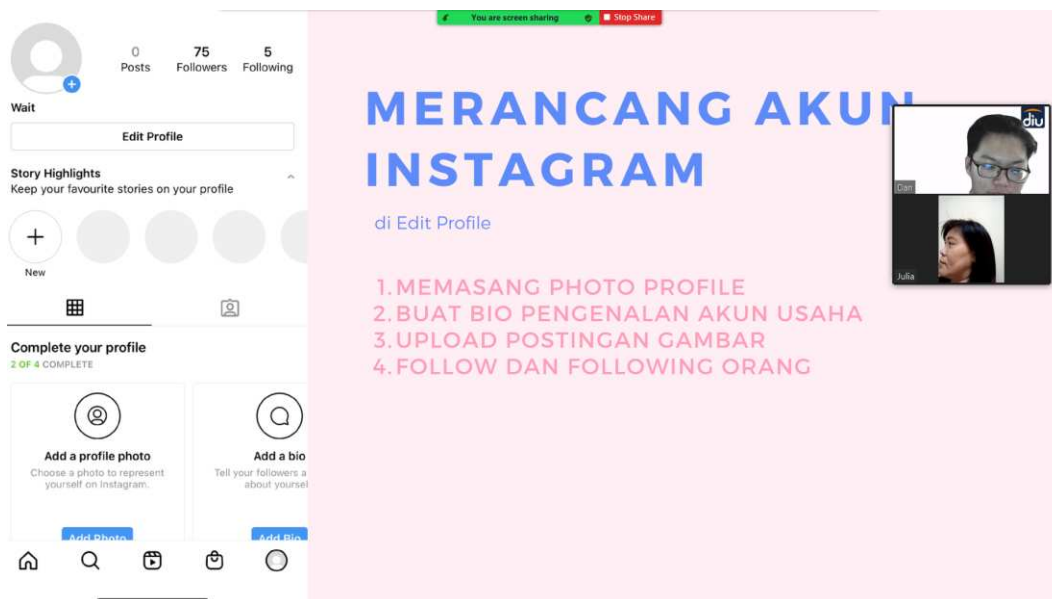 You are screen sharing
Stop Share
0
Posts
75
Followers
5
Following
Wait
Edit Profile
Story Highlights
Keep your favourite stories on your profile
New
Complete your profile
2 OF 4 COMPLETE
Add a profile photo
Choose a photo to represent
yourself on Instagram.
Add Photo
Add a bio
Tell your followers a
about yoursel
Add Bio
MERANCANG AKUN
INSTAGRAM
di Edit Profile
1. MEMASANG PHOTO PROFILE
2. BUAT BIO PENGENALAN AKUN USAHA
3. UPLOAD POSTINGAN GAMBAR
4. FOLLOW DAN FOLLOWING ORANG
diu
Dan
Julia